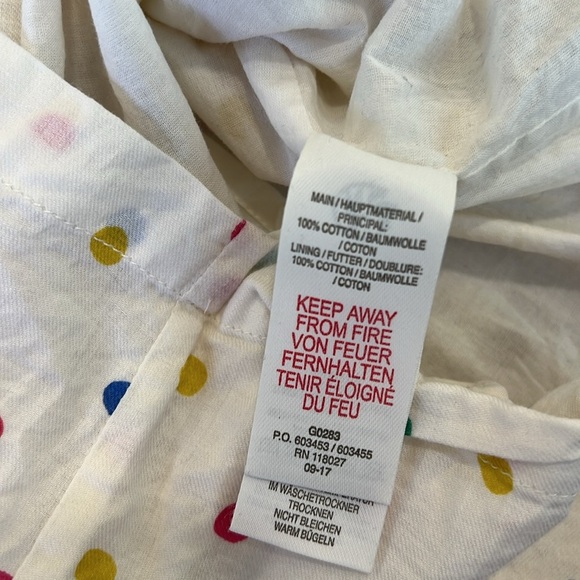 MAIN / HAUPTMATERIAL /
PRINCIPAL:
100% COTTON / BAUMWOLLE
/ COTON
LINING / FUTTER / DOUBLURE:
100% COTTON / BAUMWOLLE
/ COTON
KEEP AWAY
FROM FIRE
VON FEUER
FERNHALTEN
TENIR ÉLOIGNÉ
DU FEU
G0283
P.O. 603453 / 603455
RN 118027
09-17
IM WÄSCHETROCKNER
TROCKNEN
NICHT BLEICHEN
WARM BÜGELN